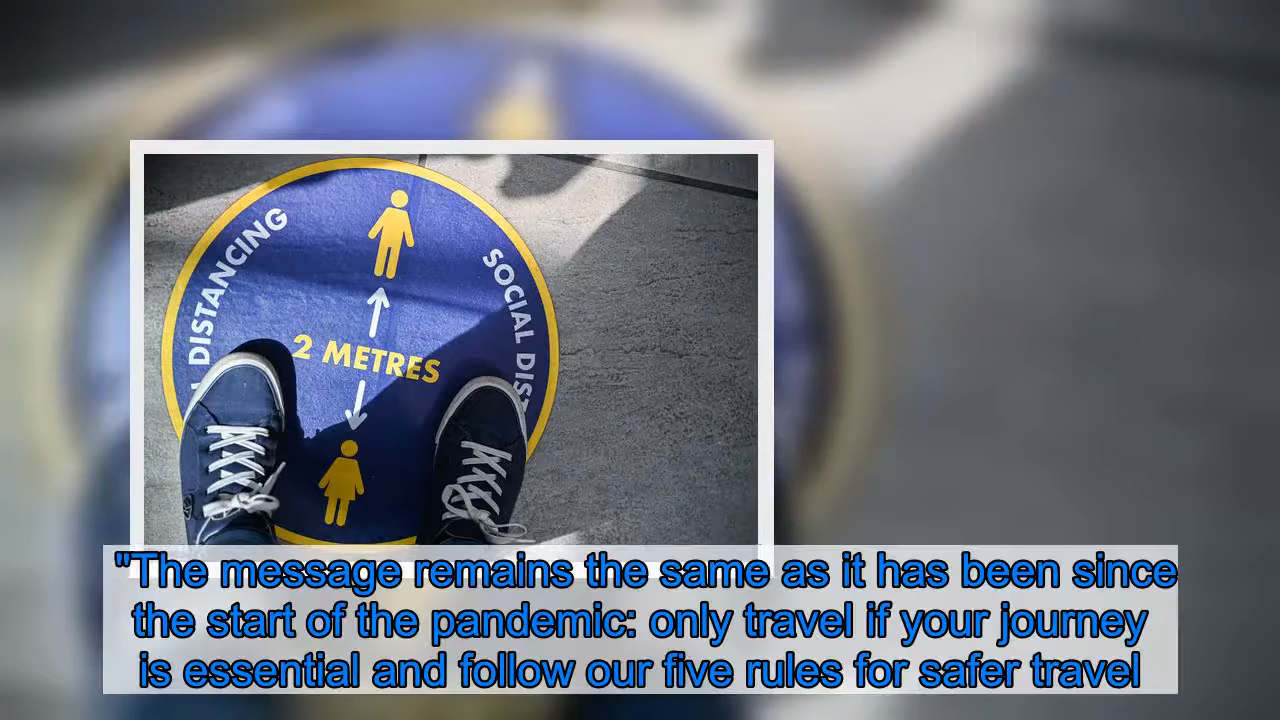 DISTANCING
SOCIAL DIS
2 METRES
"The message remains the same as it has been since
the start of the pandemic: only travel if your journey
is essential and follow our five rules for safer travel